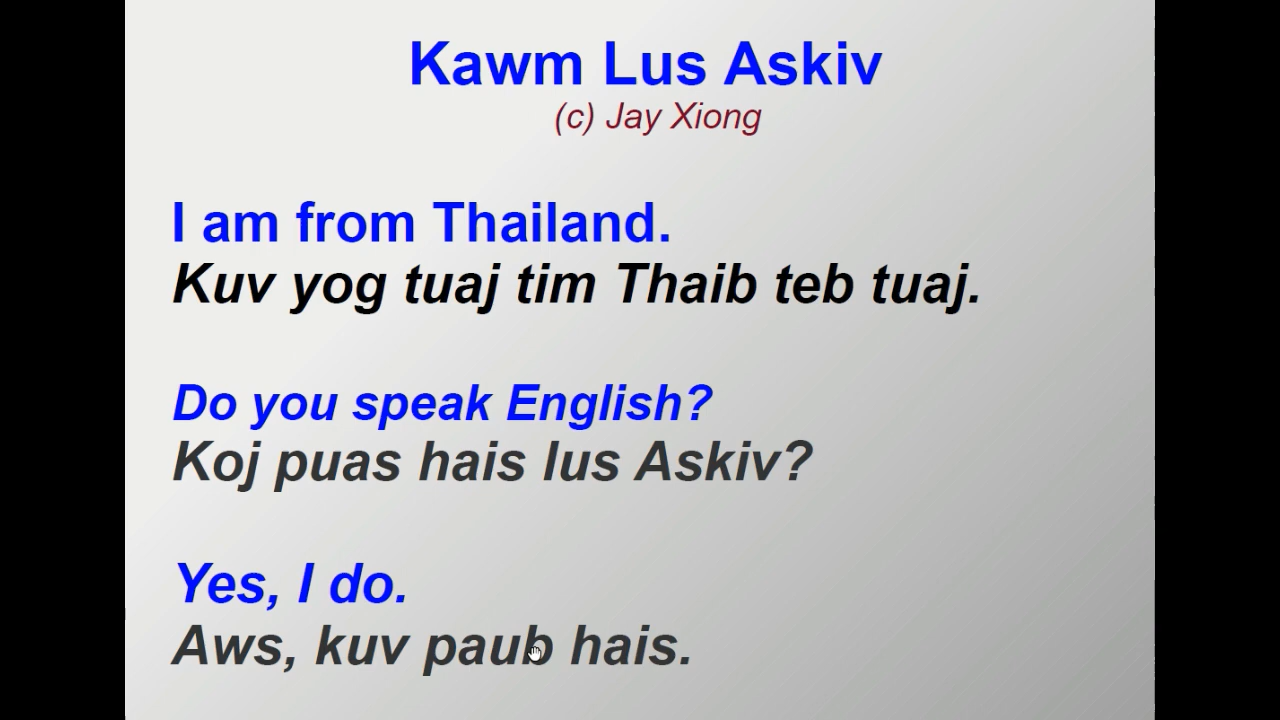 Kawm Lus Askiv
(c) Jay Xiong
I am from Thailand.
Kuv yog tuaj tim Thaib teb tuaj.
Do you speak English?
Koj puas hais lus Askiv?
Yes, I do.
Aws, kuv paub hais.